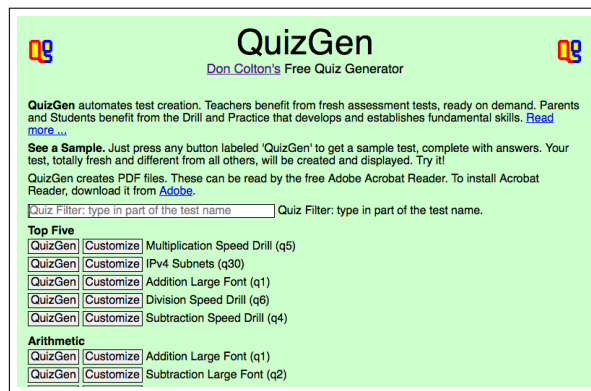 QuizGen
Don Colton's Free Quiz Generator
QuizGen automates test creation. Teachers benefit from fresh assessment tests, ready on demand. Parents
and Students benefit from the Drill and Practice that develops and establishes fundamental skills. Read
more ...
See a Sample. Just press any button labeled 'QuizGen' to get a sample test, complete with answers. Your
test, totally fresh and different from all others, will be created and displayed. Try it!
QuizGen creates PDF files. These can be read by the free Adobe Acrobat Reader. To install Acrobat
Reader, download it from Adobe.
Quiz Filter: type in part of the test name Quiz Filter: type in part of the test name.
Top Five
QuizGen Customize Multiplication Speed Drill (q5)
QuizGen Customize IPv4 Subnets (q30)
QuizGen Customize Addition Large Font (q1)
QuizGen Customize Division Speed Drill (q6)
QuizGen Customize Subtraction Speed Drill (q4)
Arithmetic
QuizGen Customize Addition Large Font (q1)
QuizGen Customize Subtraction Large Font (q2)